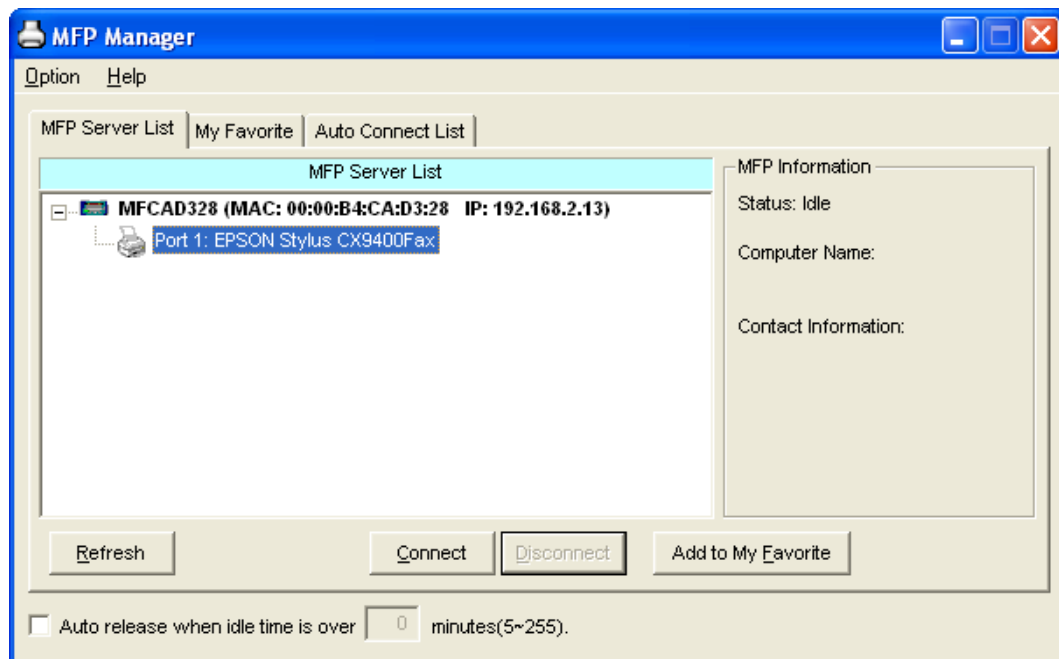 MFP Manager
Option Help
MFP Server List My Favorite Auto Connect List
MFP Server List
MFCAD328 (MAC: 00:00:B4:CA:D3:28 IP: 192.168.2.13)
Port 1: EPSON Stylus CX9400Fax
MFP Information
Status: Idle
Computer Name:
Contact Information:
Refresh Connect Disconnect Add to My Favorite
Auto release when idle time is over 0 minutes(5~255).